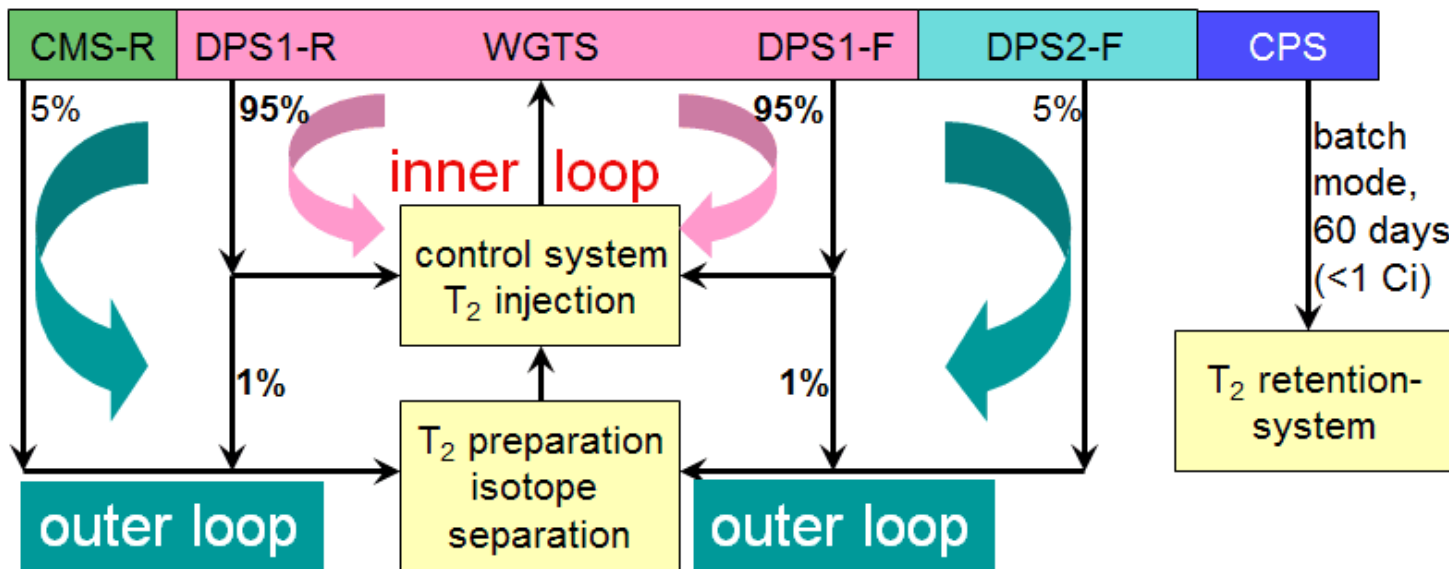 CMS-R DPS1-R WGTS DPS1-F DPS2-F CPS
5% 95% 95% 5%
batch
mode,
60 days
(<1 Ci)
inner loop
control system
T₂ injection
1% 1%
T₂ retention-
system
T₂ preparation
isotope
separation
outer loop outer loop